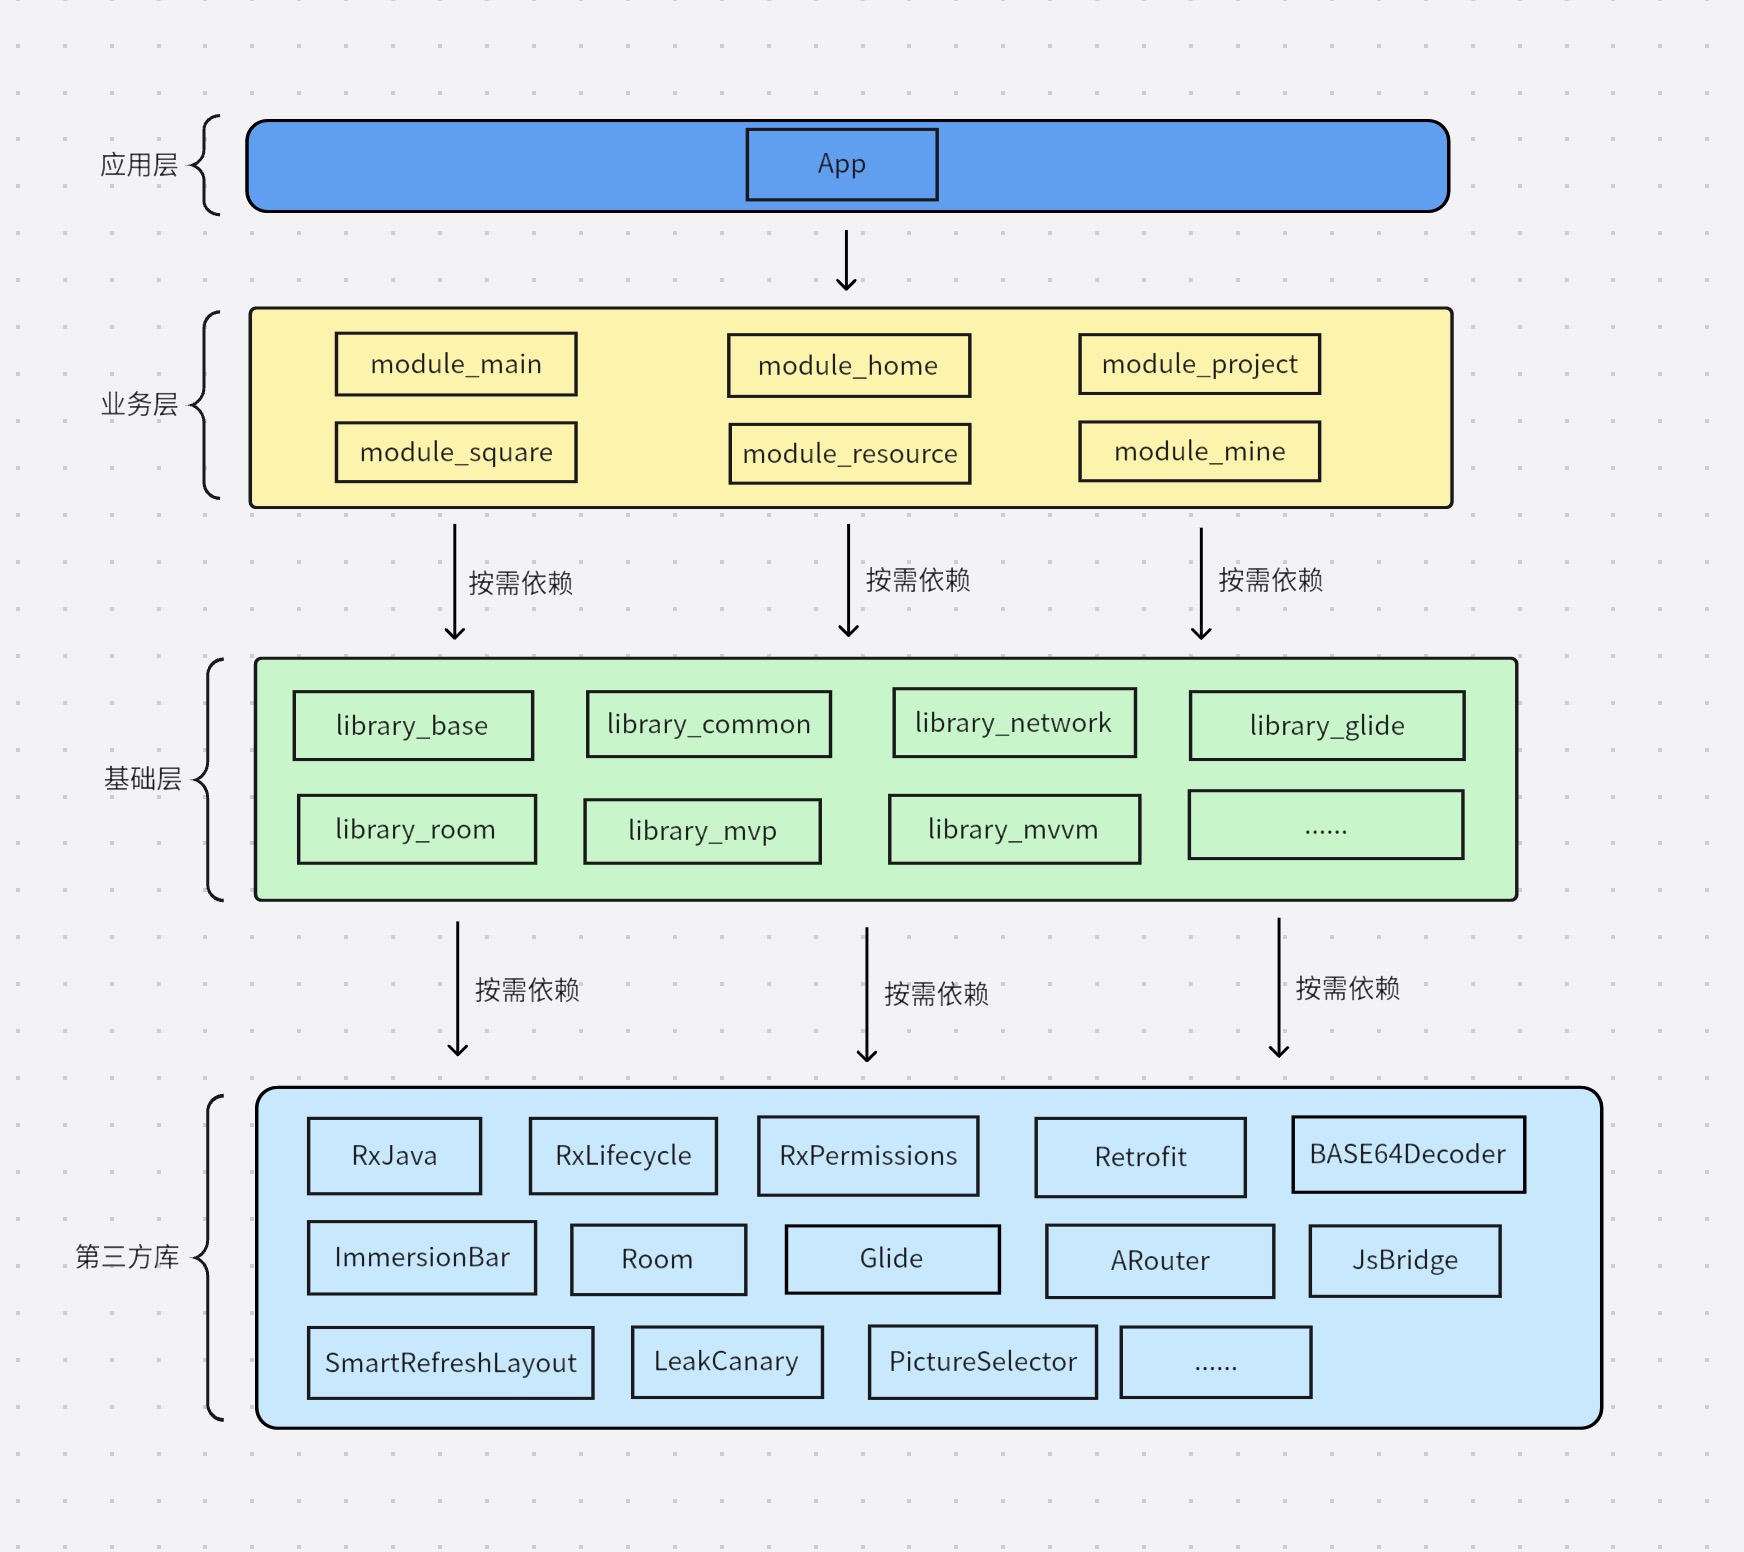 应用层
App
业务层
module_main
module_home
module_project
module_square
module_resource
module_mine
按需依赖
按需依赖
按需依赖
基础层
library_base
library_common
library_network
library_glide
library_room
library_mvp
library_mvvm
......
按需依赖
按需依赖
按需依赖
第三方库
RxJava
RxLifecycle
RxPermissions
Retrofit
BASE64Decoder
ImmersionBar
Room
Glide
ARouter
JsBridge
SmartRefreshLayout
LeakCanary
PictureSelector
......